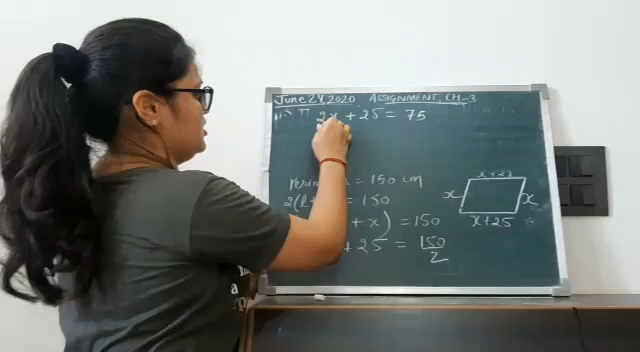 June 24, 2020 ASSIGNMENT, CH-3
2x + 25 = 75
= 150 cm
2(l = 150
+ x) = 150
+ 25 = 150/2
x+25
x x
x+25